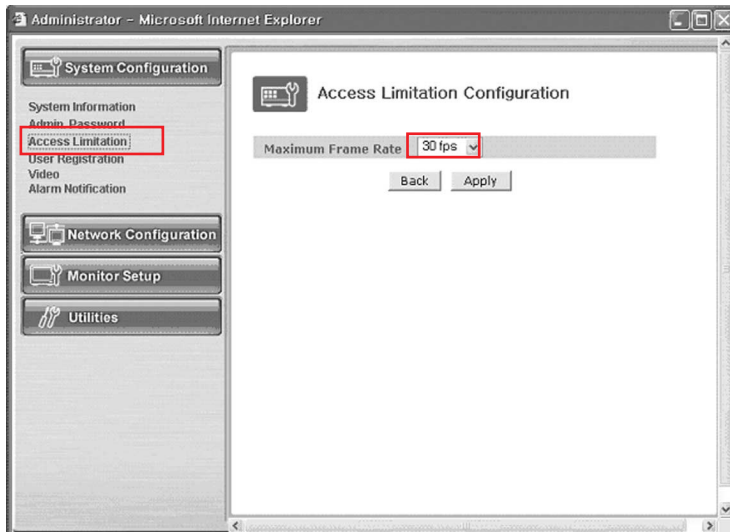 Administrator - Microsoft Internet Explorer
System Configuration
System Information
Admin. Password
Access Limitation
User Registration
Video
Alarm Notification
Network Configuration
Monitor Setup
Utilities
Access Limitation Configuration
Maximum Frame Rate 30 fps
Back Apply